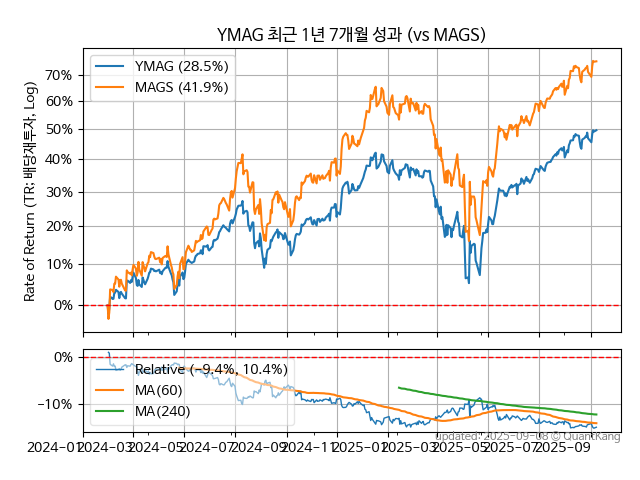 YMAG 최근 1년 7개월 성과 (vs MAGS)
Rate of Return (TR: 배당재투자, Log)
YMAG (28.5%)
MAGS (41.9%)
70%
60%
50%
40%
30%
20%
10%
0%
0%
−10%
Relative (−9.4%, 10.4%)
MA(60)
MA(240)
2024−01
2024−03
2024−05
2024−07
2024−09
2024−11
2025−01
2025−03
2025−05
2025−07
2025−09
updated: 2025−09−08 © QuantKang